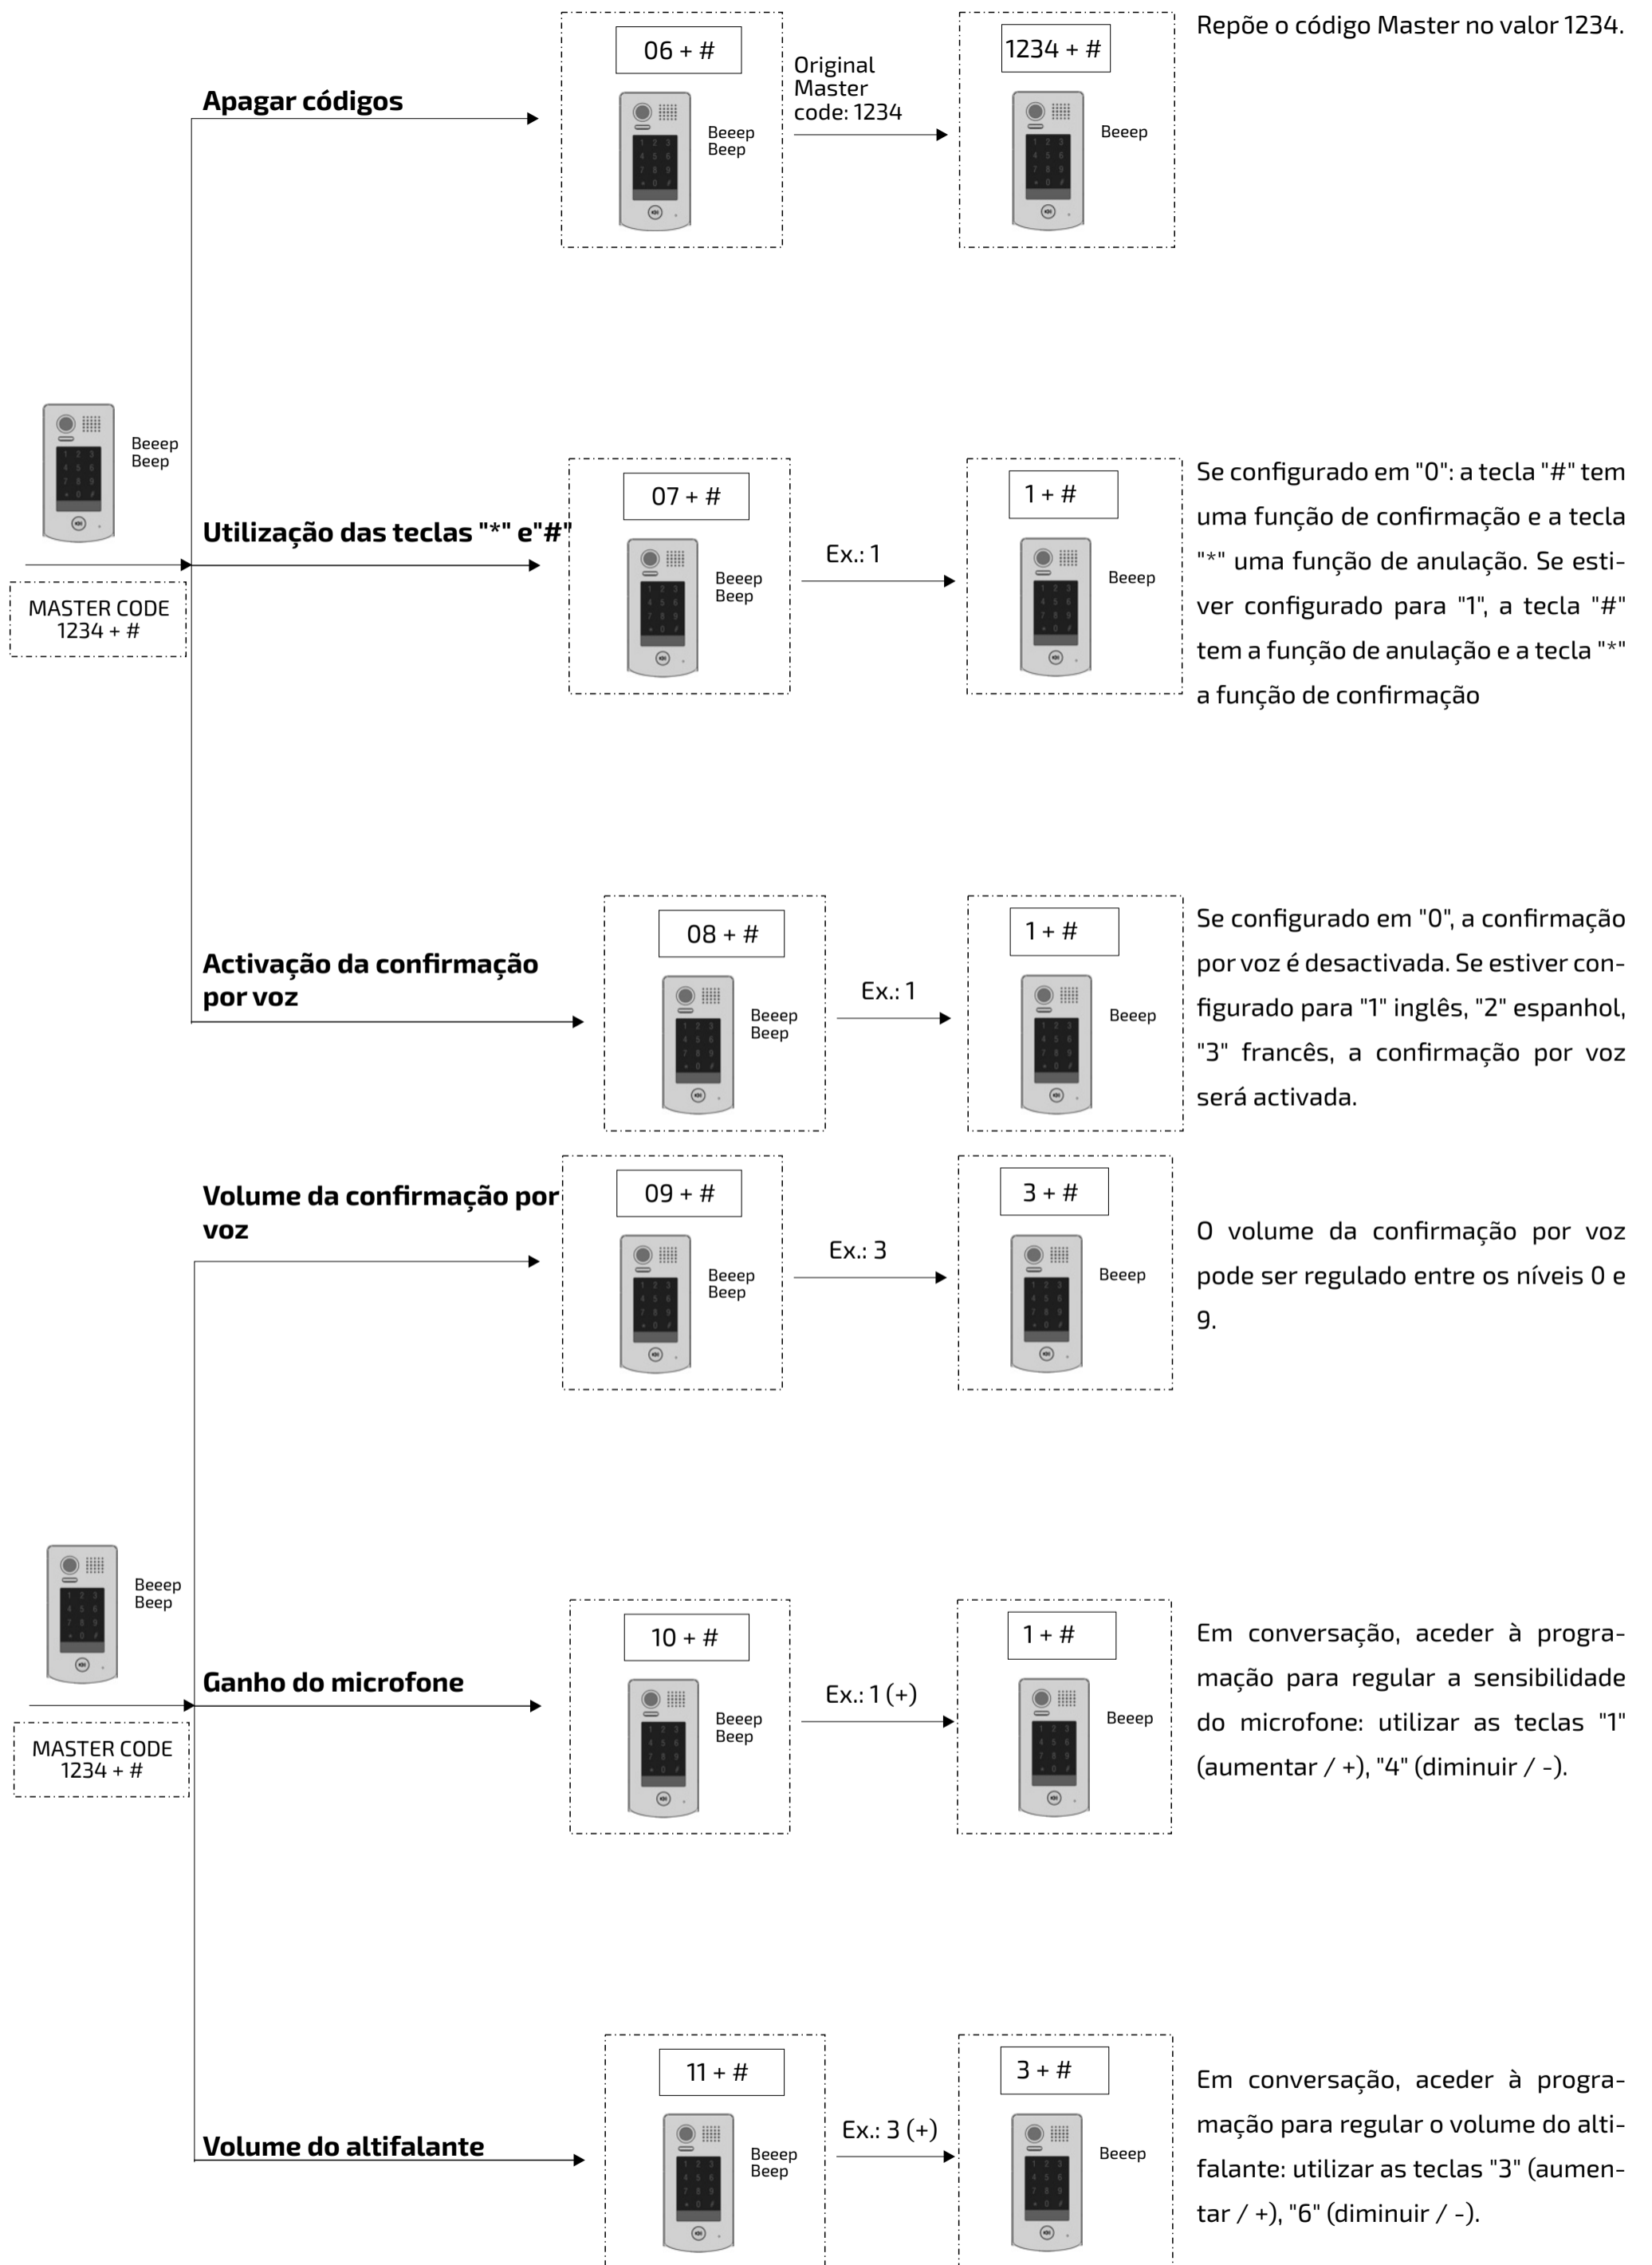 Apagar códigos
06 + #
Beeep
Beep
Original
Master
code: 1234
1234 + #
Beeep
Repõe o código Master no valor 1234.
Beeep
Beep
MASTER CODE
1234 + #
Utilização das teclas "*" e"#"
07 + #
Beeep
Beep
Ex.: 1
1 + #
Beeep
Se configurado em "0": a tecla "#" tem
uma função de confirmação e a tecla
"*" uma função de anulação. Se esti-
ver configurado para "1", a tecla "#"
tem a função de anulação e a tecla "*"
a função de confirmação
Activação da confirmação
por voz
08 + #
Beeep
Beep
Ex.: 1
1 + #
Beeep
Se configurado em "0", a confirmação
por voz é desactivada. Se estiver con-
figurado para "1" inglês, "2" espanhol,
"3" francês, a confirmação por voz
será activada.
Volume da confirmação por
voz
09 + #
Beeep
Beep
Ex.: 3
3 + #
Beeep
O volume da confirmação por voz
pode ser regulado entre os níveis 0 e
9.
Beeep
Beep
MASTER CODE
1234 + #
Ganho do microfone
10 + #
Beeep
Beep
Ex.: 1 (+)
1 + #
Beeep
Em conversação, aceder à progra-
mação para regular a sensibilidade
do microfone: utilizar as teclas "1"
(aumentar / +), "4" (diminuir / -).
Volume do altifalante
11 + #
Beeep
Beep
Ex.: 3 (+)
3 + #
Beeep
Em conversação, aceder à progra-
mação para regular o volume do alti-
falante: utilizar as teclas "3" (aumen-
tar / +), "6" (diminuir / -).